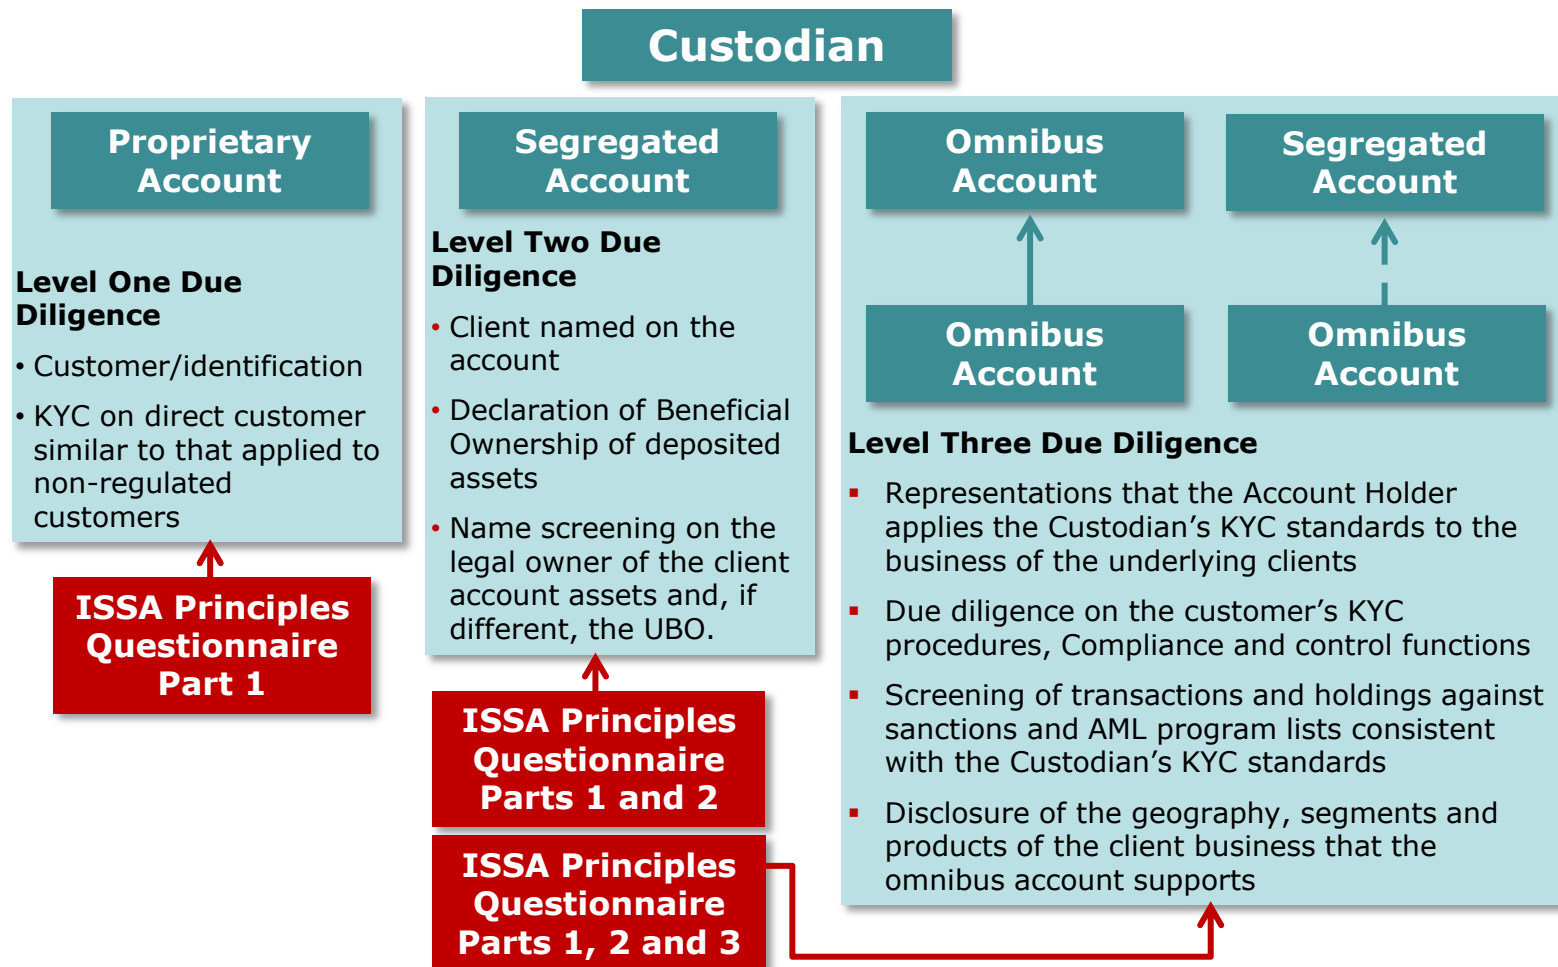 Custodian
Proprietary
Account
Level One Due
Diligence
• Customer/identification
• KYC on direct customer
similar to that applied to
non-regulated
customers
ISSA Principles
Questionnaire
Part 1
Segregated
Account
Level Two Due
Diligence
• Client named on the
account
• Declaration of Beneficial
Ownership of deposited
assets
• Name screening on the
legal owner of the client
account assets and, if
different, the UBO.
ISSA Principles
Questionnaire
Parts 1 and 2
ISSA Principles
Questionnaire
Parts 1, 2 and 3
Omnibus
Account
Segregated
Account
Omnibus
Account
Omnibus
Account
Level Three Due Diligence
▪ Representations that the Account Holder
applies the Custodian’s KYC standards to the
business of the underlying clients
▪ Due diligence on the customer’s KYC
procedures, Compliance and control functions
▪ Screening of transactions and holdings against
sanctions and AML program lists consistent
with the Custodian’s KYC standards
▪ Disclosure of the geography, segments and
products of the client business that the
omnibus account supports